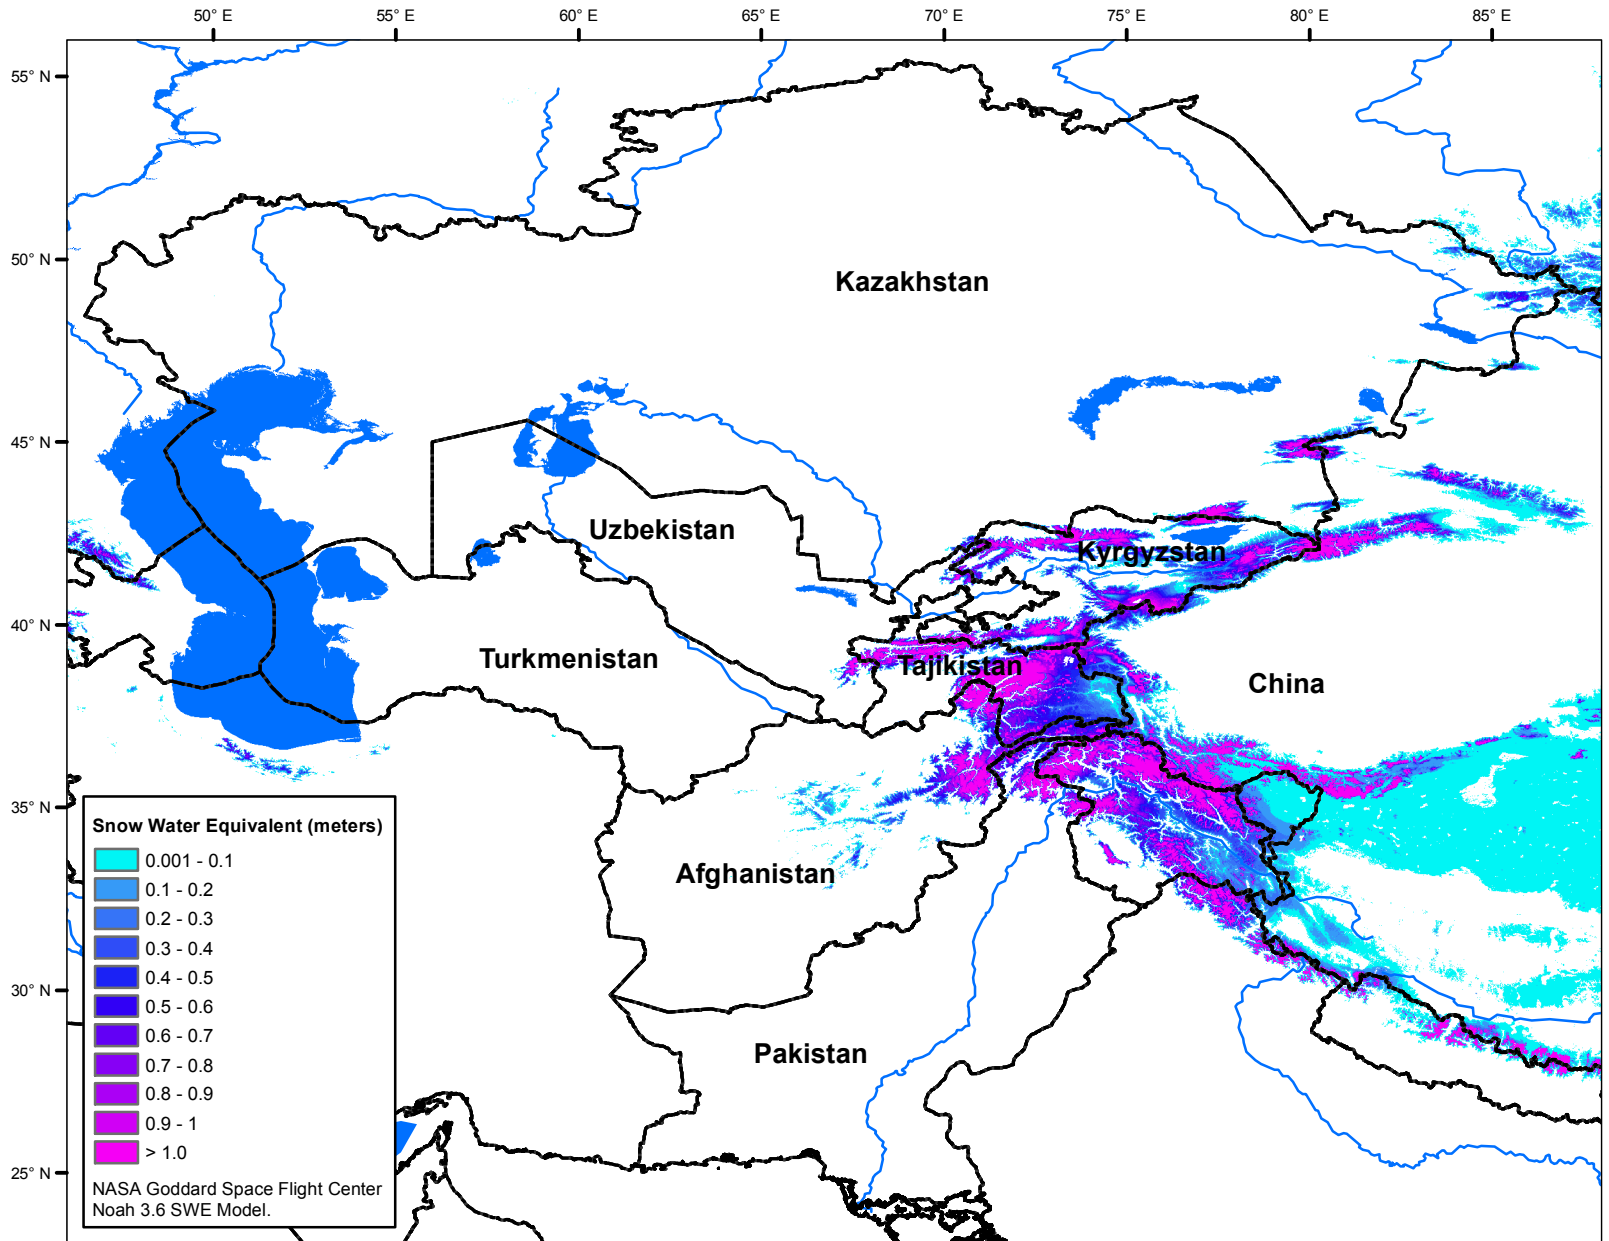 50° E 55° E 60° E 65° E 70° E 75° E 80° E 85° E
55° N
50° N
Kazakhstan
45° N
Uzbekistan
Kyrgyzstan
40° N
Turkmenistan
Tajikistan
China
35° N
Snow Water Equivalent (meters)
0.001 - 0.1
0.1 - 0.2
0.2 - 0.3
0.3 - 0.4
0.4 - 0.5
0.5 - 0.6
0.6 - 0.7
0.7 - 0.8
0.8 - 0.9
0.9 - 1
> 1.0
NASA Goddard Space Flight Center
Noah 3.6 SWE Model.
Afghanistan
30° N
Pakistan
25° N